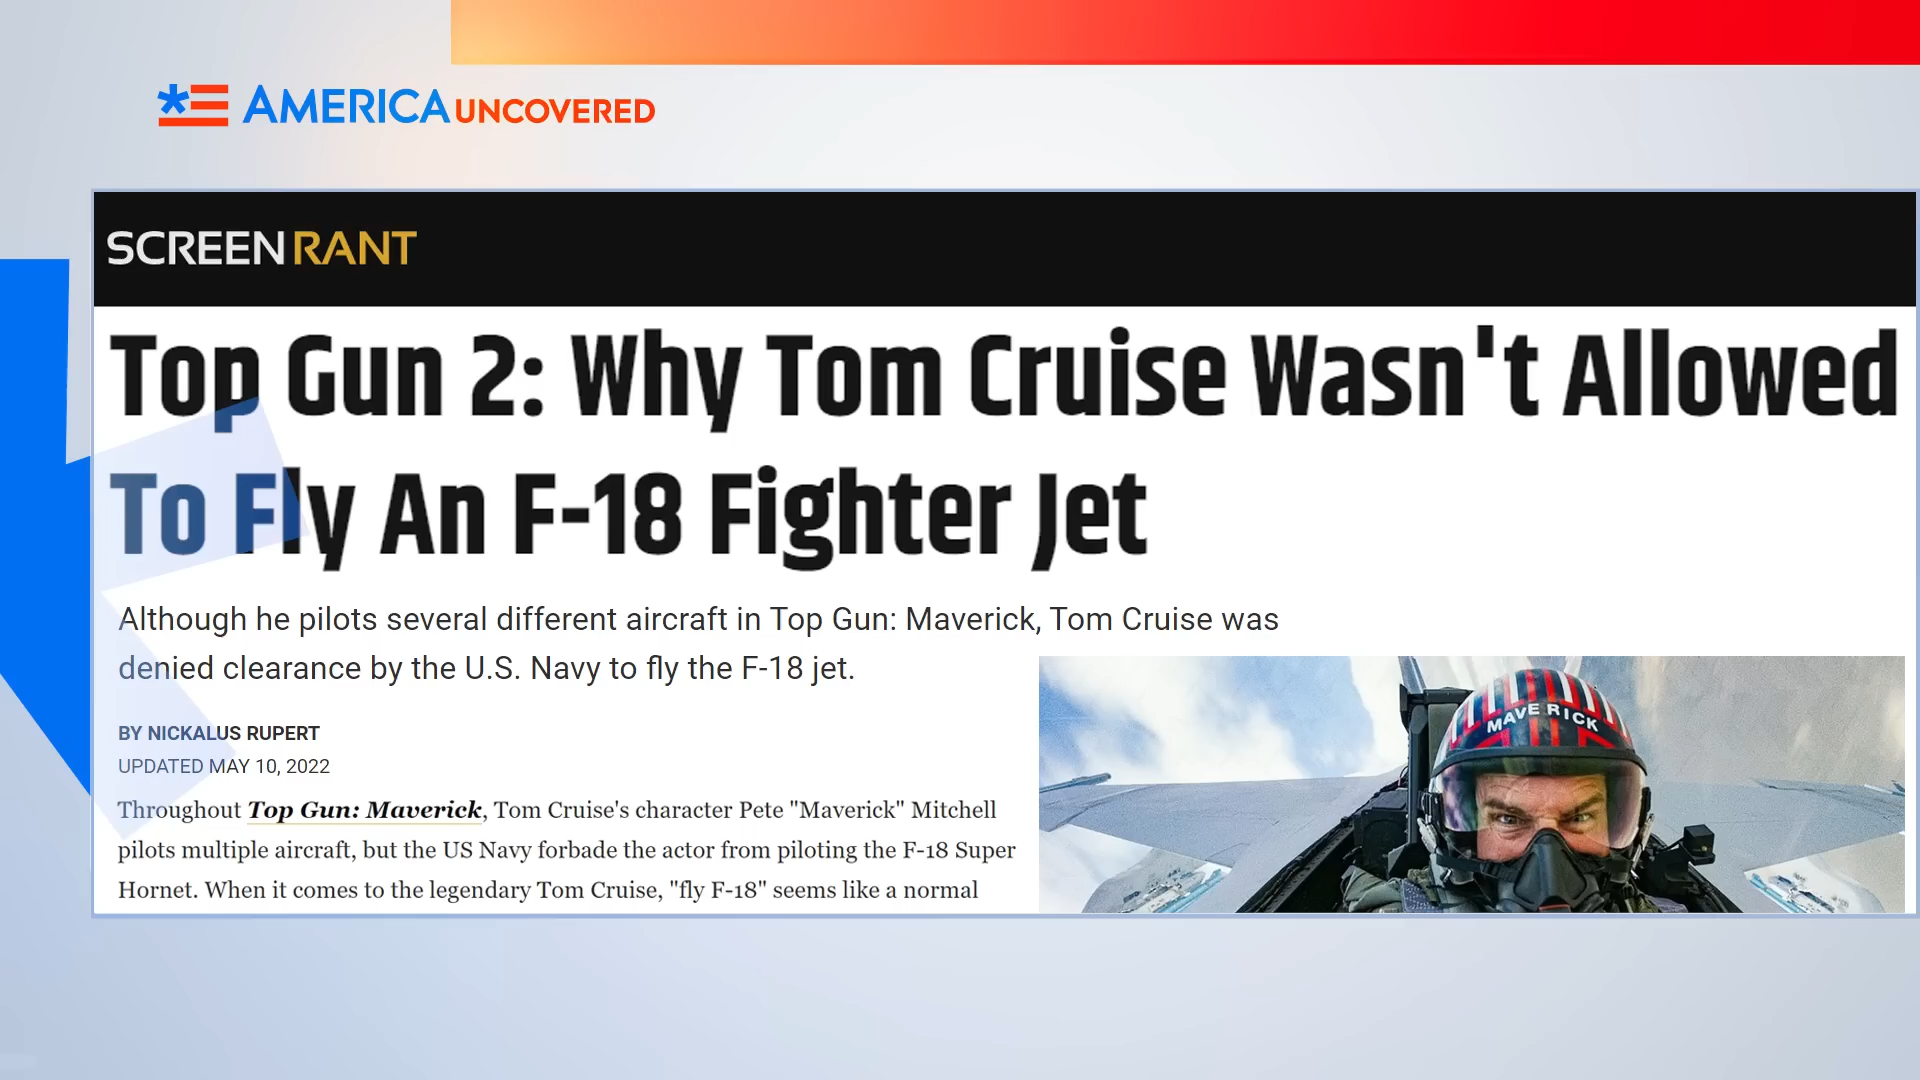 AMERICA UNCOVERED
SCREENRANT
Top Gun 2: Why Tom Cruise Wasn't Allowed
To Fly An F-18 Fighter Jet
Although he pilots several different aircraft in Top Gun: Maverick, Tom Cruise was
denied clearance by the U.S. Navy to fly the F-18 jet.
BY NICKALUS RUPERT
UPDATED MAY 10, 2022
Throughout Top Gun: Maverick, Tom Cruise's character Pete "Maverick" Mitchell
pilots multiple aircraft, but the US Navy forbade the actor from piloting the F-18 Super
Hornet. When it comes to the legendary Tom Cruise, "fly F-18" seems like a normal
MAVERICK